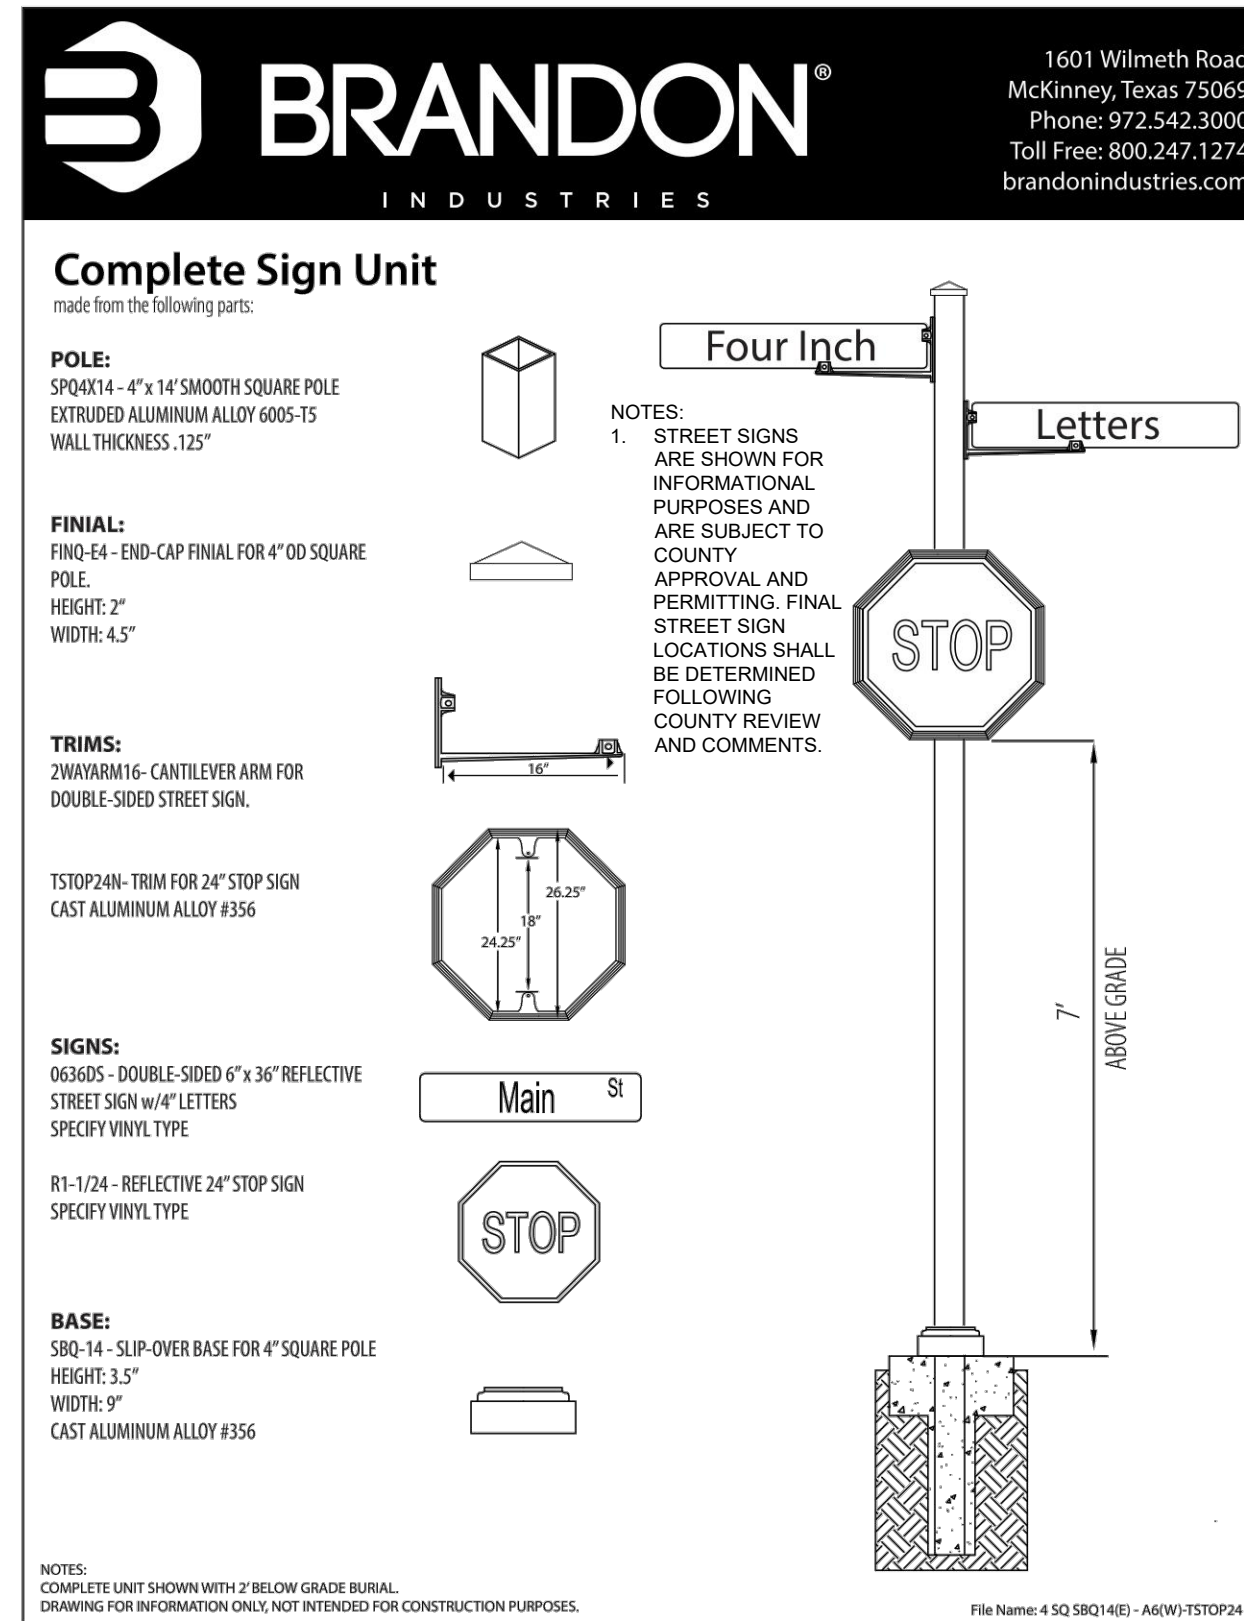 BRANDON®
INDUSTRIES
1601 Wilmeth Road
McKinney, Texas 75069
Phone: 972.542.3000
Toll Free: 800.247.1274
brandonindustries.com
Complete Sign Unit
made from the following parts:
POLE:
SPQ4X14 - 4” x 14’ SMOOTH SQUARE POLE
EXTRUDED ALUMINUM ALLOY 6005-T5
WALL THICKNESS .125”
FINIAL:
FINQ-E4 - END-CAP FINIAL FOR 4” OD SQUARE
POLE.
HEIGHT: 2“
WIDTH: 4.5”
TRIMS:
2WAYARM16- CANTILEVER ARM FOR
DOUBLE-SIDED STREET SIGN.
16”
TSTOP24N- TRIM FOR 24” STOP SIGN
CAST ALUMINUM ALLOY #356
26.25”
18”
24.25”
SIGNS:
0636DS - DOUBLE-SIDED 6” x 36” REFLECTIVE
STREET SIGN w/4” LETTERS
SPECIFY VINYL TYPE
Main St
R1-1/24 - REFLECTIVE 24” STOP SIGN
SPECIFY VINYL TYPE
STOP
BASE:
SBQ-14 - SLIP-OVER BASE FOR 4” SQUARE POLE
HEIGHT: 3.5”
WIDTH: 9”
CAST ALUMINUM ALLOY #356
NOTES:
1. STREET SIGNS
ARE SHOWN FOR
INFORMATIONAL
PURPOSES AND
ARE SUBJECT TO
COUNTY
APPROVAL AND
PERMITTING. FINAL
STREET SIGN
LOCATIONS SHALL
BE DETERMINED
FOLLOWING
COUNTY REVIEW
AND COMMENTS.
Four Inch
Letters
STOP
7’
ABOVE GRADE
NOTES:
COMPLETE UNIT SHOWN WITH 2’ BELOW GRADE BURIAL.
DRAWING FOR INFORMATION ONLY, NOT INTENDED FOR CONSTRUCTION PURPOSES.
File Name: 4 SQ SBQ14(E) - A6(W)-TSTOP24